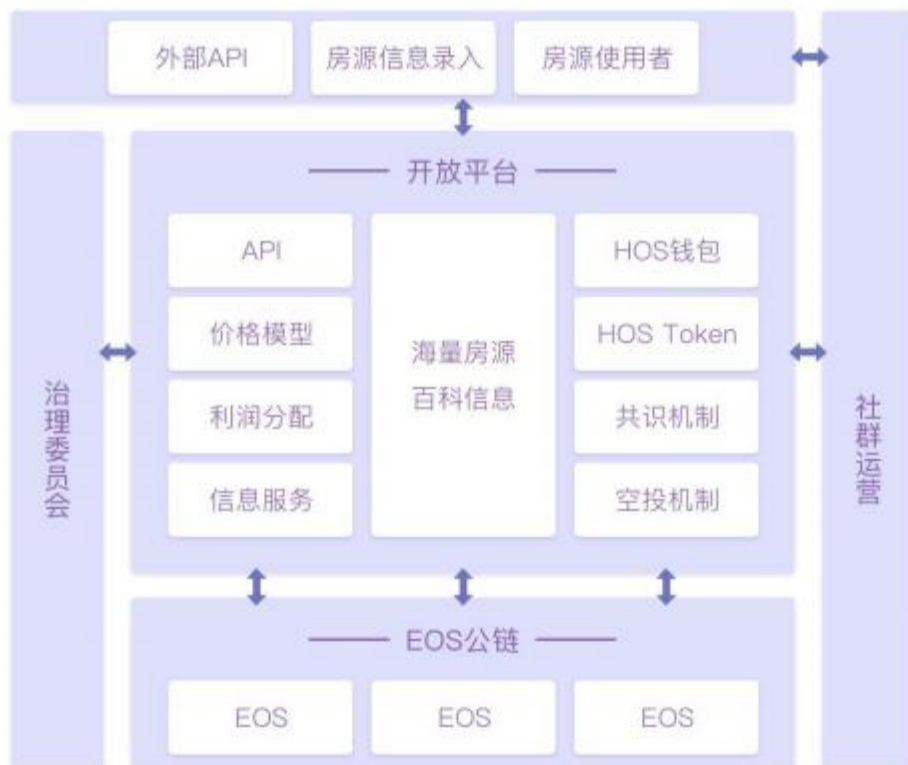 外部API
房源信息录入
房源使用者
开放平台
API
海量房源
百科信息
HOS钱包
价格模型
HOS Token
利润分配
共识机制
信息服务
空投机制
治理委员会
社群运营
EOS公链
EOS
EOS
EOS